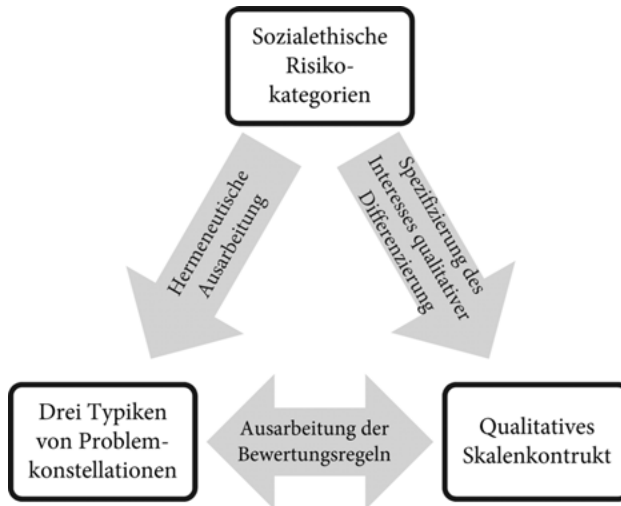 Sozialethische
Risiko-
kategorien
Hermeneutische
Ausarbeitung
Spezifizierung des
Interesses qualitativer
Differenzierung
Drei Typiken
von Problem-
konstellationen
Ausarbeitung der
Bewertungsregeln
Qualitatives
Skalenkontrukt